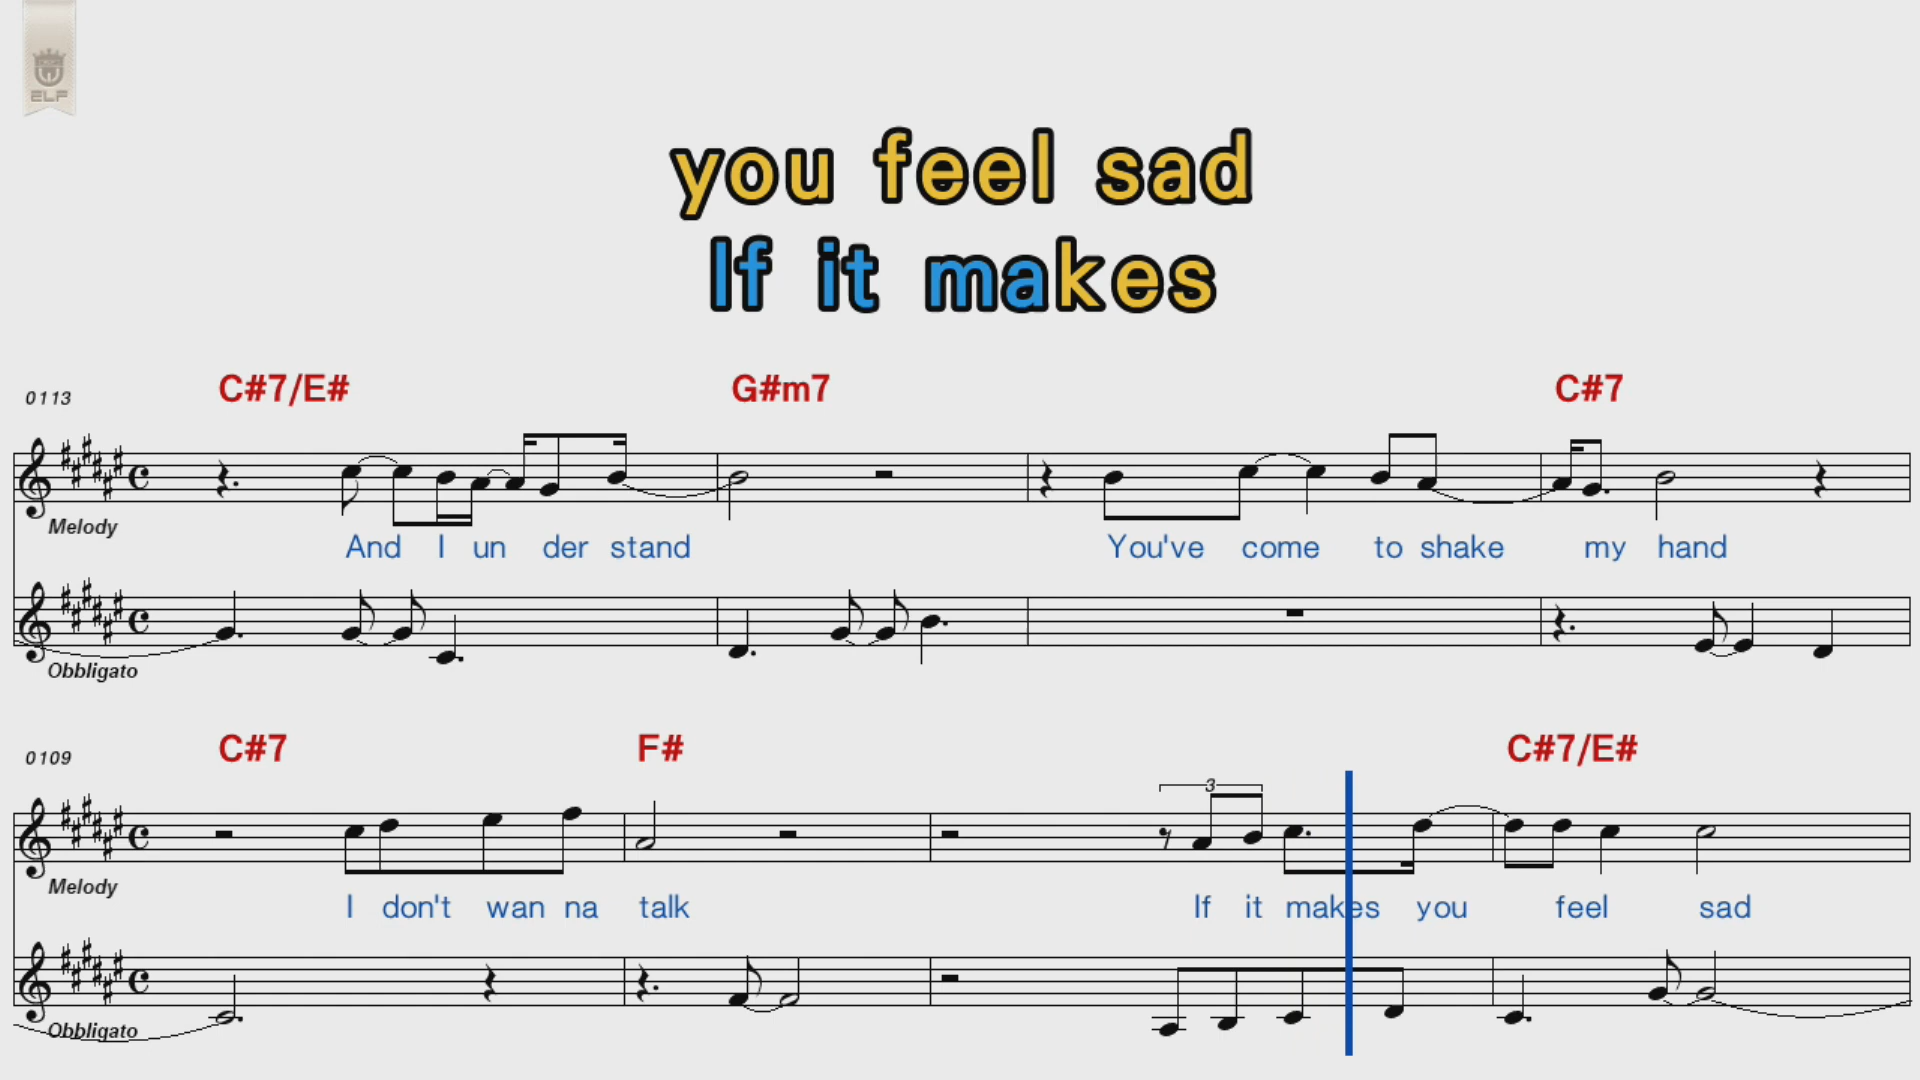 ELF
you feel sad
If it makes
0113 C#7/E# G#m7 C#7
Melody
And I un der stand You've come to shake my hand
Obbligato
0109 C#7 F# C#7/E#
3
Melody
I don't wan na talk If it makes you feel sad
Obbligato